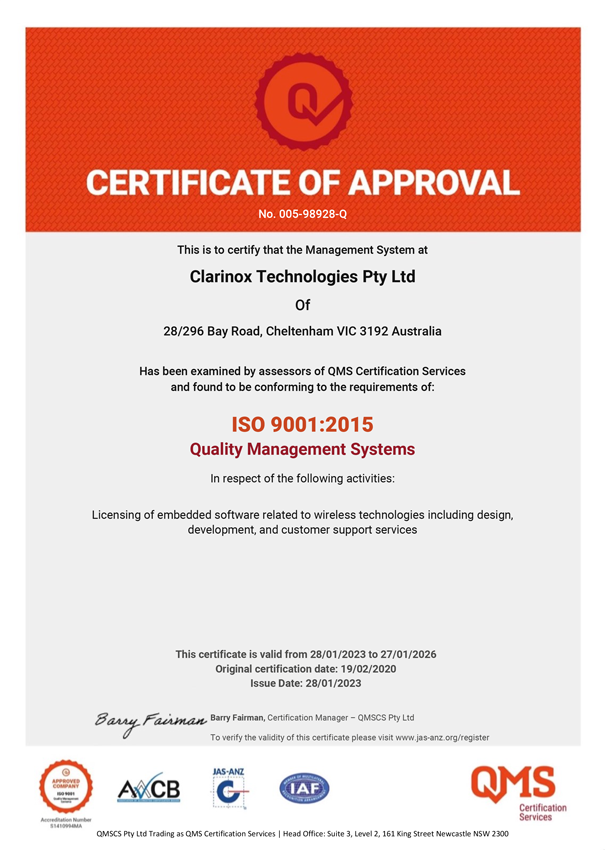 CERTIFICATE OF APPROVAL
No. 005-98928-Q
This is to certify that the Management System at
Clarinox Technologies Pty Ltd
Of
28/296 Bay Road, Cheltenham VIC 3192 Australia
Has been examined by assessors of QMS Certification Services
and found to be conforming to the requirements of:
ISO 9001:2015
Quality Management Systems
In respect of the following activities:
Licensing of embedded software related to wireless technologies including design,
development, and customer support services
This certificate is valid from 28/01/2023 to 27/01/2026
Original certification date: 19/02/2020
Issue Date: 28/01/2023
Barry Fairman
Barry Fairman, Certification Manager – QMSCS Pty Ltd
To verify the validity of this certificate please visit www.jas-anz.org/register
APPROVED
COMPANY
ISO 9001
Quality Management
Systems
Accreditation Number
S1410994MA
AWCB
JAS-ANZ
IAF
QMS
Certification
Services
QMSCS Pty Ltd Trading as QMS Certification Services | Head Office: Suite 3, Level 2, 161 King Street Newcastle NSW 2300